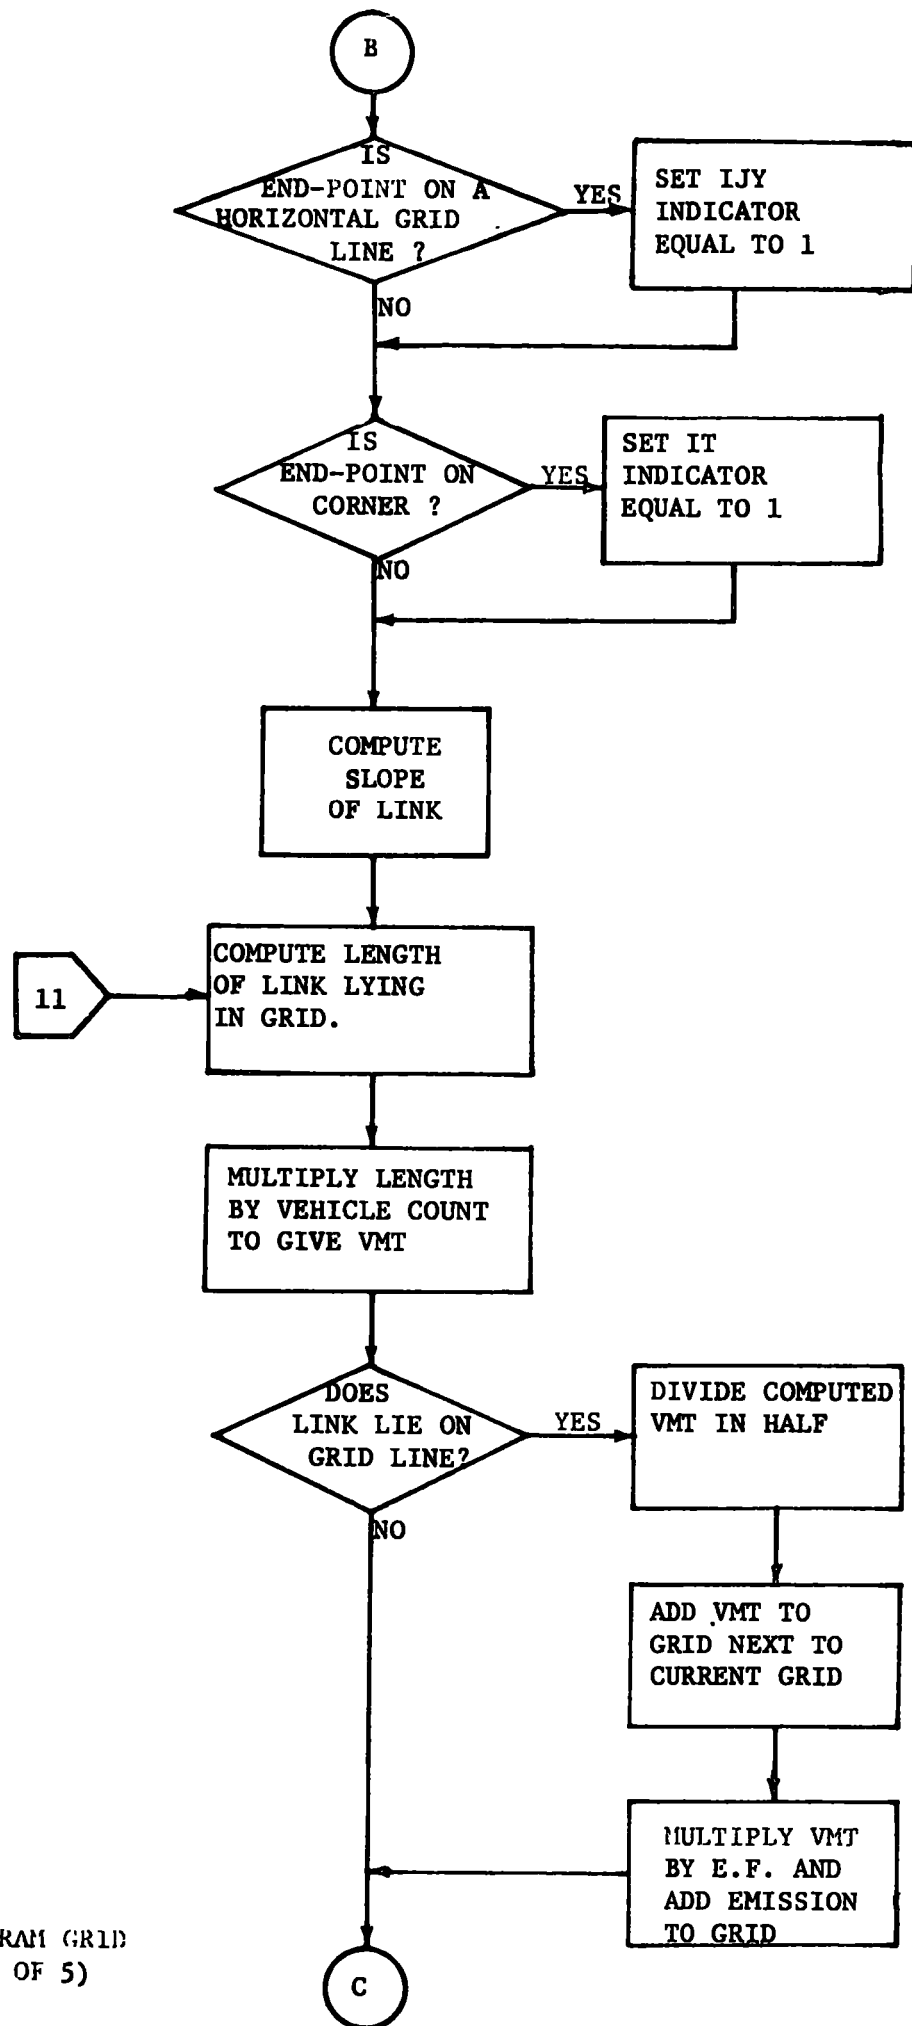 B
IS
END-POINT ON A
HORIZONTAL GRID
LINE ?
YES
SET IJY
INDICATOR
EQUAL TO 1
NO
IS
END-POINT ON
CORNER ?
YES
SET IT
INDICATOR
EQUAL TO 1
NO
COMPUTE
SLOPE
OF LINK
11
COMPUTE LENGTH
OF LINK LYING
IN GRID.
MULTIPLY LENGTH
BY VEHICLE COUNT
TO GIVE VMT
DOES
LINK LIE ON
GRID LINE?
YES
DIVIDE COMPUTED
VMT IN HALF
NO
ADD VMT TO
GRID NEXT TO
CURRENT GRID
MULTIPLY VMT
BY E.F. AND
ADD EMISSION
TO GRID
RAM GRID
OF 5)
C